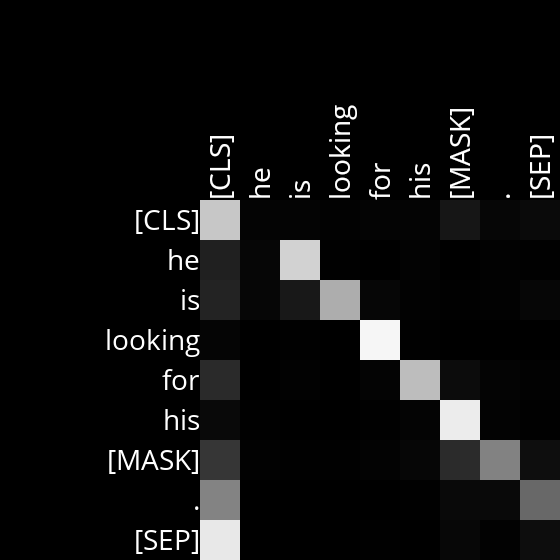 [CLS] he is looking for his [MASK] . [SEP]
[CLS]
he
is
looking
for
his
[MASK]
.
[SEP]